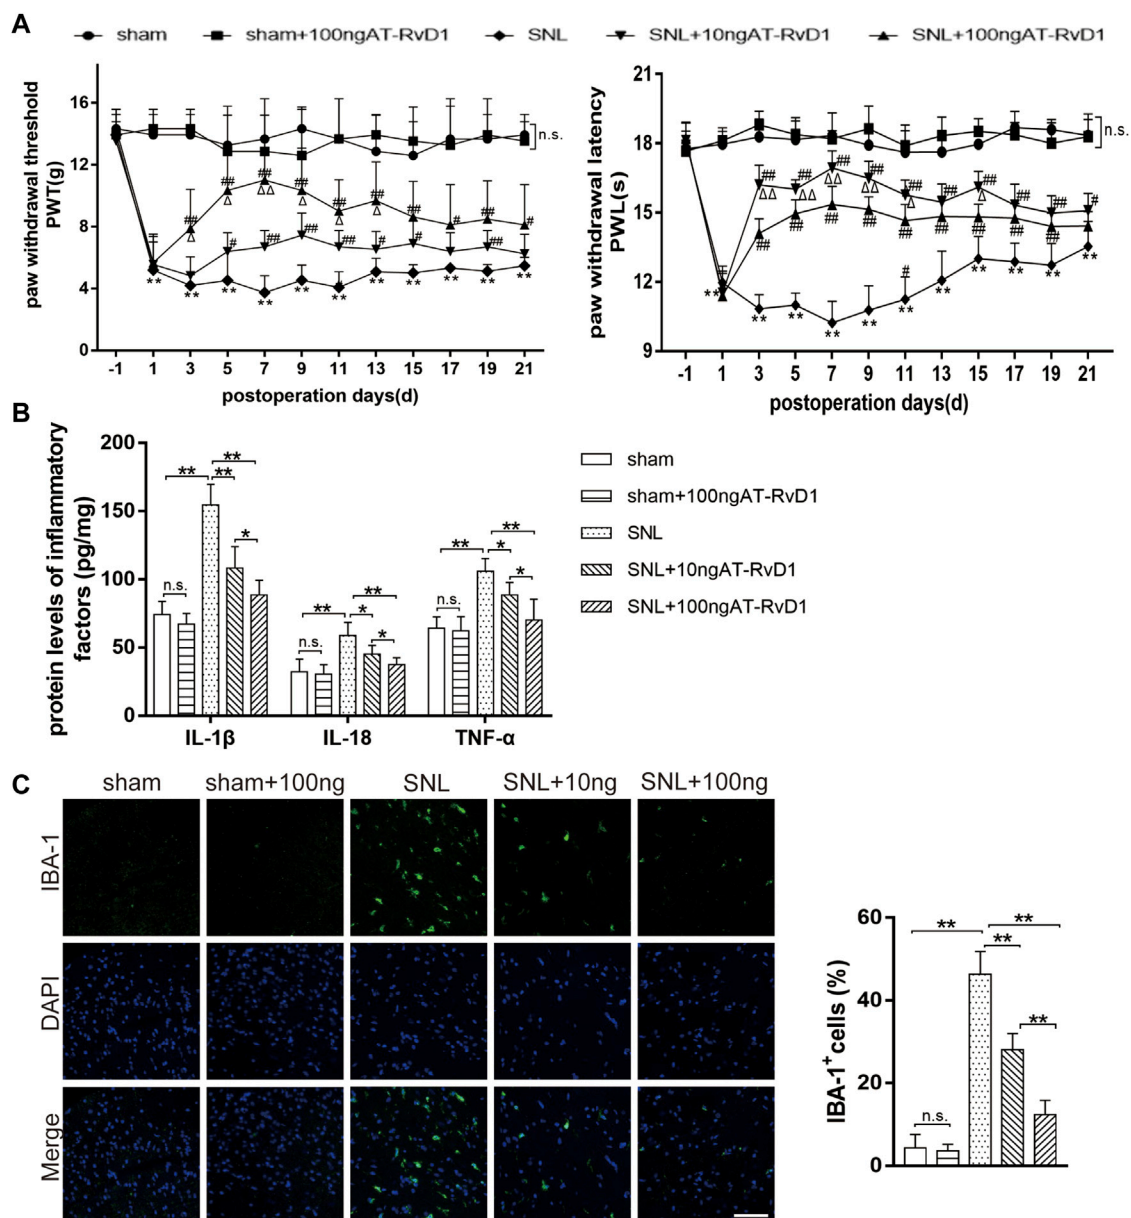 A
sham sham+100ngAT-RvD1 SNL SNL+10ngAT-RvD1 SNL+100ngAT-RvD1
paw withdrawal threshold
PWT(g)
16
12
8
4
0
n.s.
## ## ## ## ## ## ## # ## #
Δ Δ ΔΔ Δ Δ Δ
# ## ## ## # # ##
** ** ** ** ** ** ** ** ** ** **
-1 1 3 5 7 9 11 13 15 17 19 21
postoperation days(d)
paw withdrawal latency
PWL(s)
21
18
15
12
9
n.s.
## ## ## ## ## ## ## ## ## #
ΔΔ ΔΔ ΔΔ ΔΔ Δ
## ## ## ## ## ## ## ## ##
#
** ** ** ** ** ** ** ** ** ** **
-1 1 3 5 7 9 11 13 15 17 19 21
postoperation days(d)
B
protein levels of inflammatory
factors (pg/mg)
200
150
100
50
0
n.s. ** ** ** *
n.s. ** * ** *
n.s. ** * ** *
IL-1β IL-18 TNF-α
sham
sham+100ngAT-RvD1
SNL
SNL+10ngAT-RvD1
SNL+100ngAT-RvD1
C
sham sham+100ng SNL SNL+10ng SNL+100ng
IBA-1
DAPI
Merge
IBA-1+ cells (%)
60
40
20
0
n.s. ** ** ** **